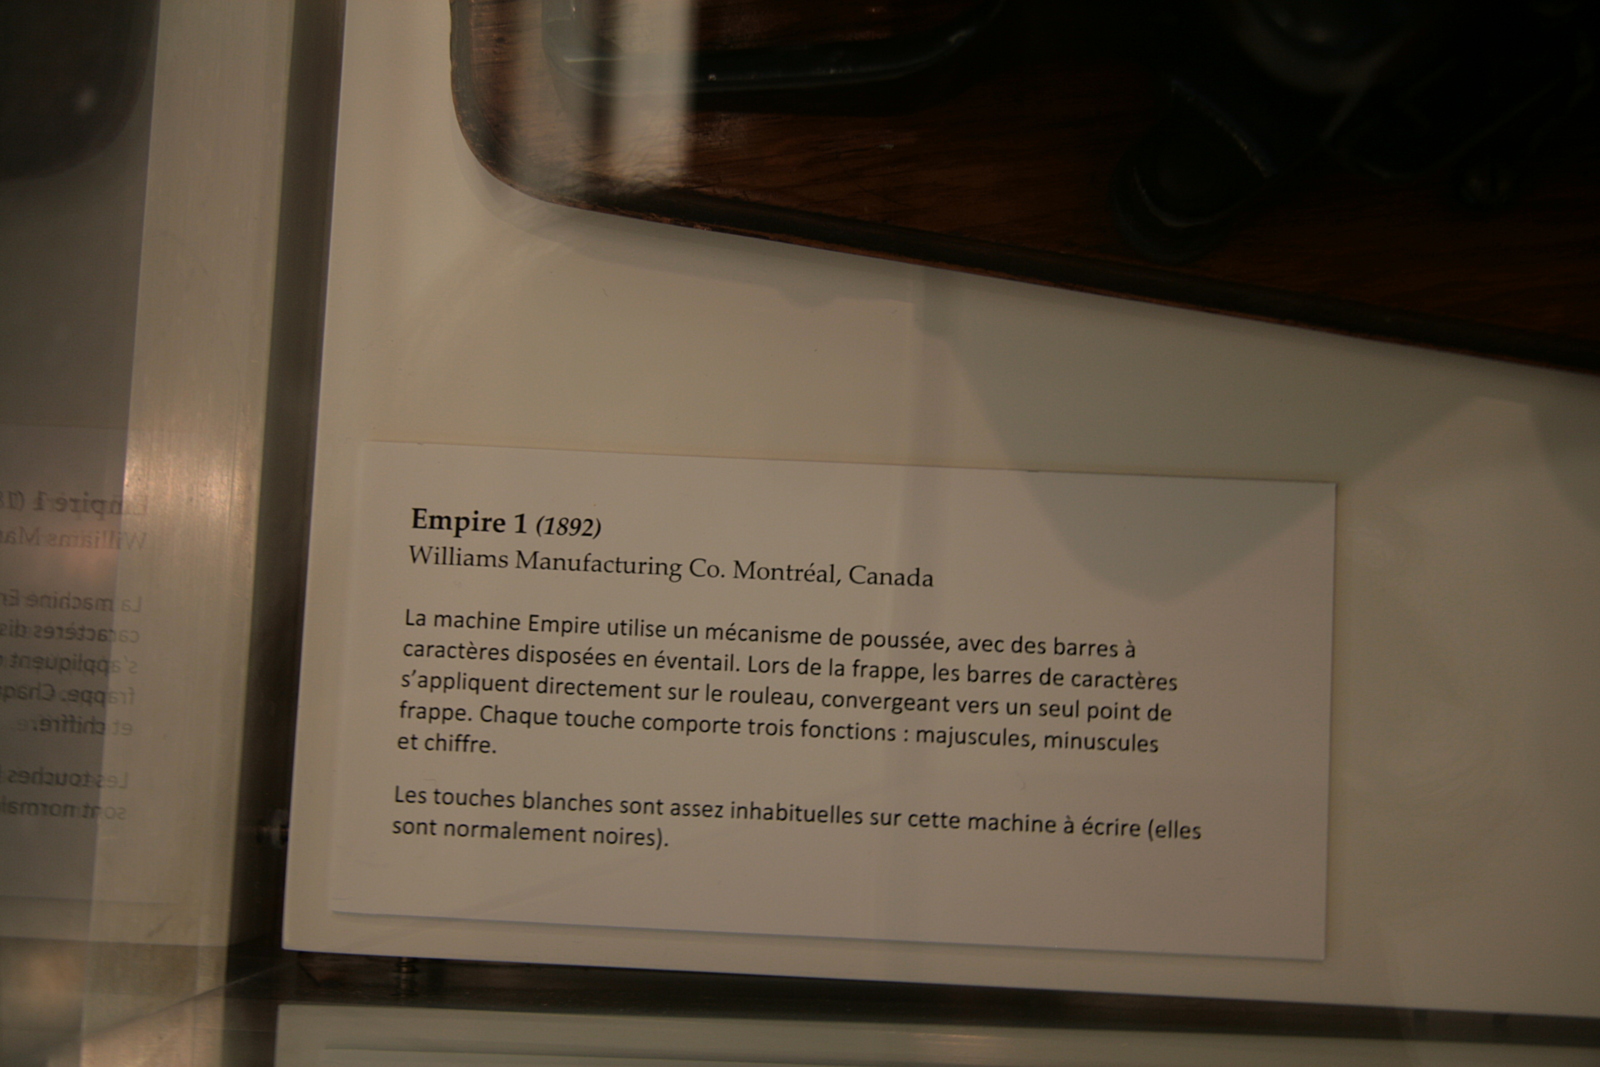 Empire 1 (1892)
Williams Manufacturing Co. Montréal, Canada
La machine Empire utilise un mécanisme de poussée, avec des barres à
caractères disposées en éventail. Lors de la frappe, les barres de caractères
s'appliquent directement sur le rouleau, convergeant vers un seul point de
frappe. Chaque touche comporte trois fonctions : majuscules, minuscules
et chiffre.
Les touches blanches sont assez inhabituelles sur cette machine à écrire (elles
sont normalement noires).